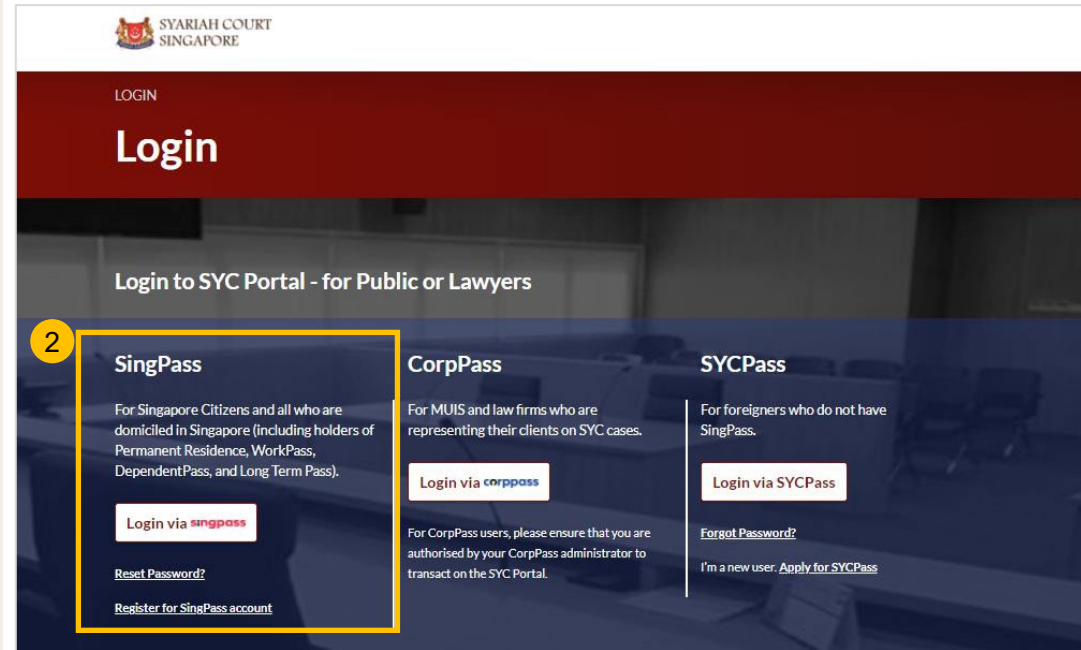 SYARIAH COURT
SINGAPORE
LOGIN
Login
Login to SYC Portal - for Public or Lawyers
2
SingPass
For Singapore Citizens and all who are
domiciled in Singapore (including holders of
Permanent Residence, WorkPass,
DependentPass, and Long Term Pass).
Login via singpass
Reset Password?
Register for SingPass account
CorpPass
For MUIS and law firms who are
representing their clients on SYC cases.
Login via corppass
For CorpPass users, please ensure that you are
authorised by your CorpPass administrator to
transact on the SYC Portal.
SYCPass
For foreigners who do not have
SingPass.
Login via SYCPass
Forgot Password?
I'm a new user. Apply for SYCPass